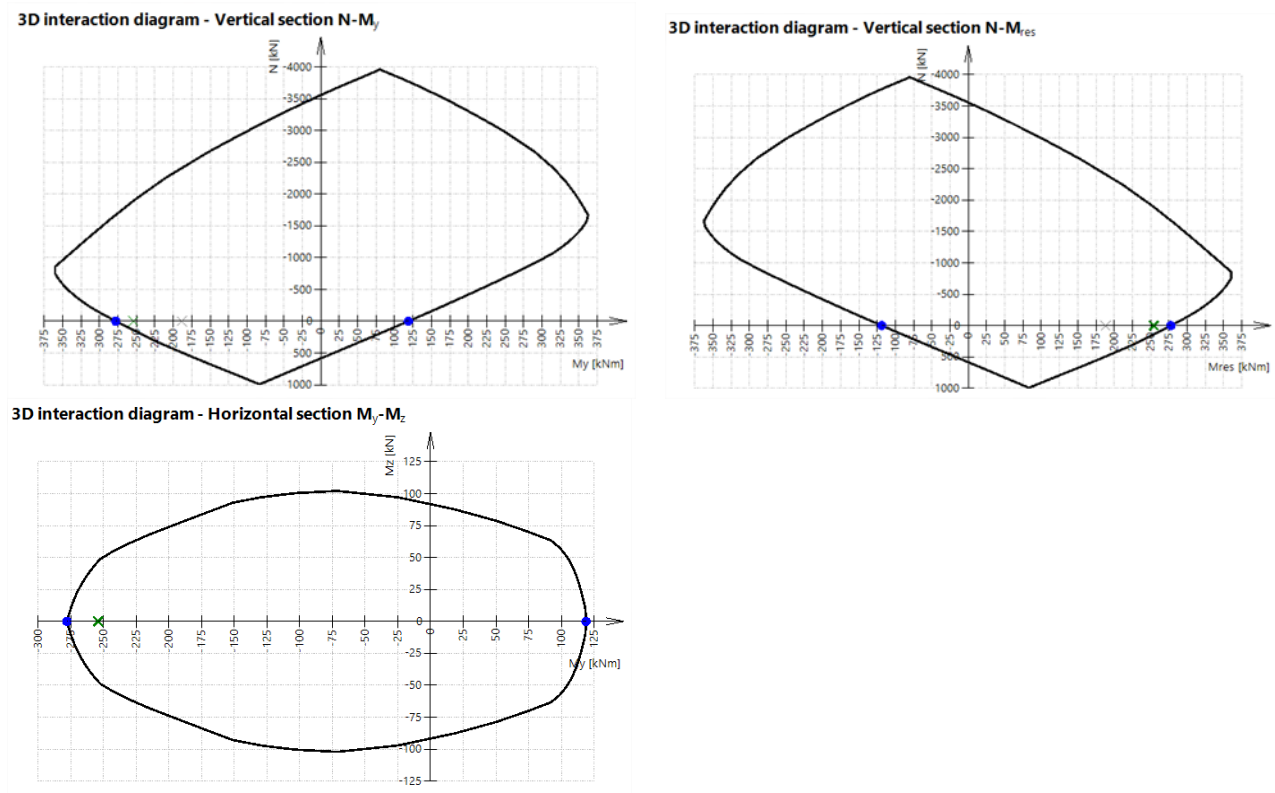 3D interaction diagram - Vertical section N-My
N [kN]
-4000
-3500
-3000
-2500
-2000
-1500
-1000
-500
0
500
1000
-375 -350 -325 -300 -275 -250 -225 -200 -175 -150 -125 -100 -75 -50 -25 0 25 50 75 100 125 150 175 200 225 250 275 300 325 350 375
My [kNm]
3D interaction diagram - Vertical section N-Mres
N [kN]
-4000
-3500
-3000
-2500
-2000
-1500
-1000
-500
0
500
1000
-375 -350 -325 -300 -275 -250 -225 -200 -175 -150 -125 -100 -75 -50 -25 0 25 50 75 100 125 150 175 200 225 250 275 300 325 350 375
Mres [kNm]
3D interaction diagram - Horizontal section My-Mz
Mz [kN]
125
100
75
50
25
0
-25
-50
-75
-100
-125
-300 -275 -250 -225 -200 -175 -150 -125 -100 -75 -50 -25 0 25 50 75 100 125
My [kNm]